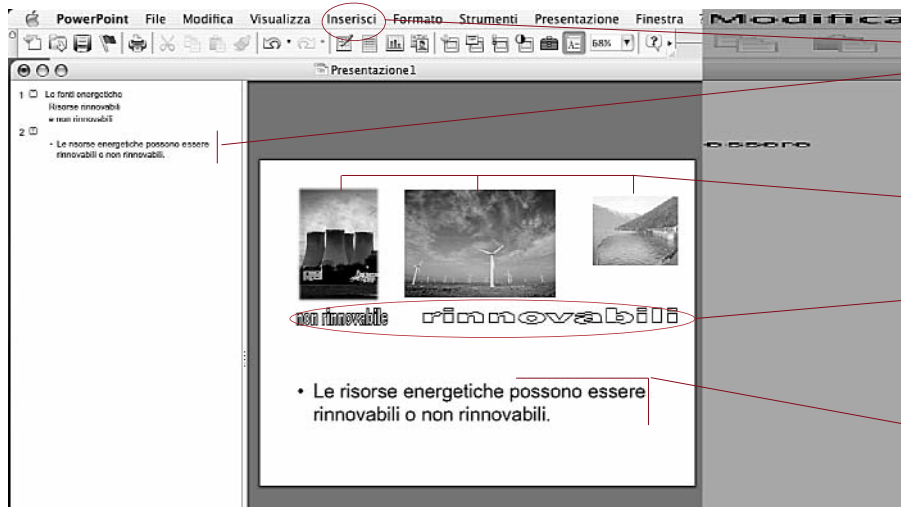 PowerPoint File Modifica Visualizza Inserisci Formato Strumenti Presentazione Finestra ? Modifica
68%
Presentazione1
1 Le fonti energetiche
Risorse rinnovabili
e non rinnovabili
2
• Le risorse energetiche possono essere
rinnovabili o non rinnovabili.
essere
non rinnovabile rinnovabili
• Le risorse energetiche possono essere
rinnovabili o non rinnovabili.